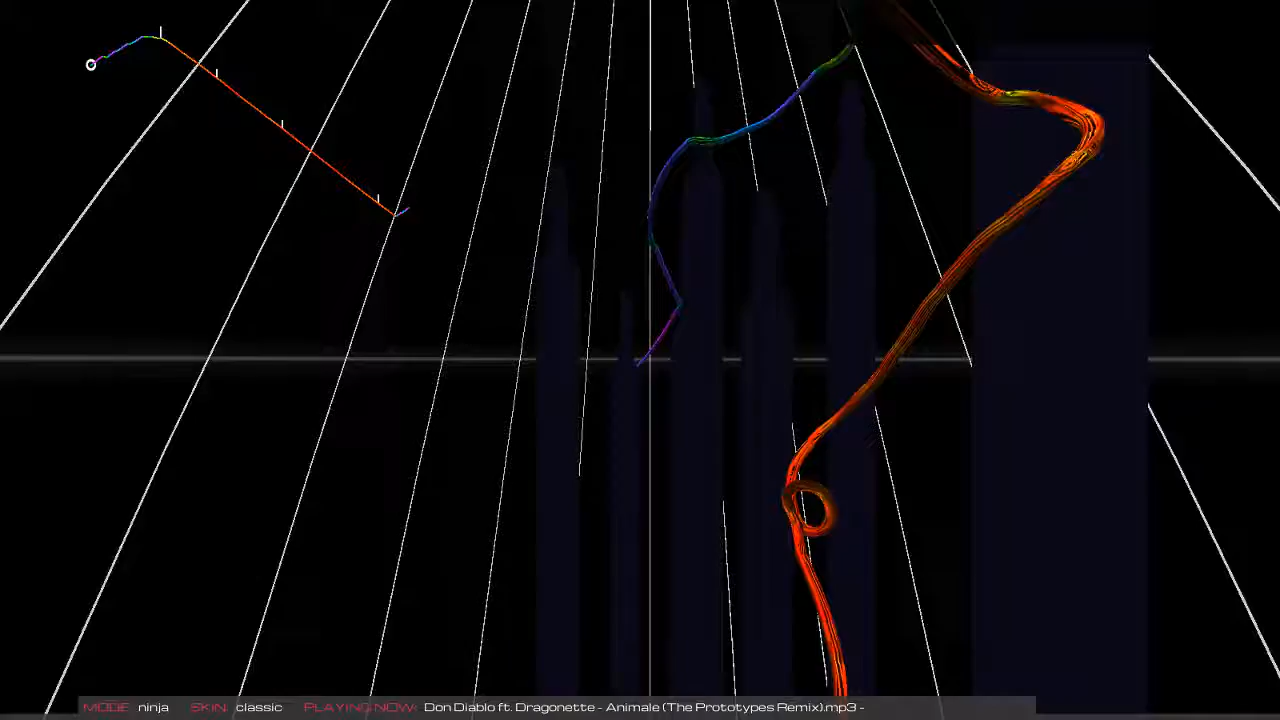 MODE: ninja SKIN: classic PLAYING NOW: Don Diablo ft. Dragonette - Animale (The Prototypes Remix).mp3 -